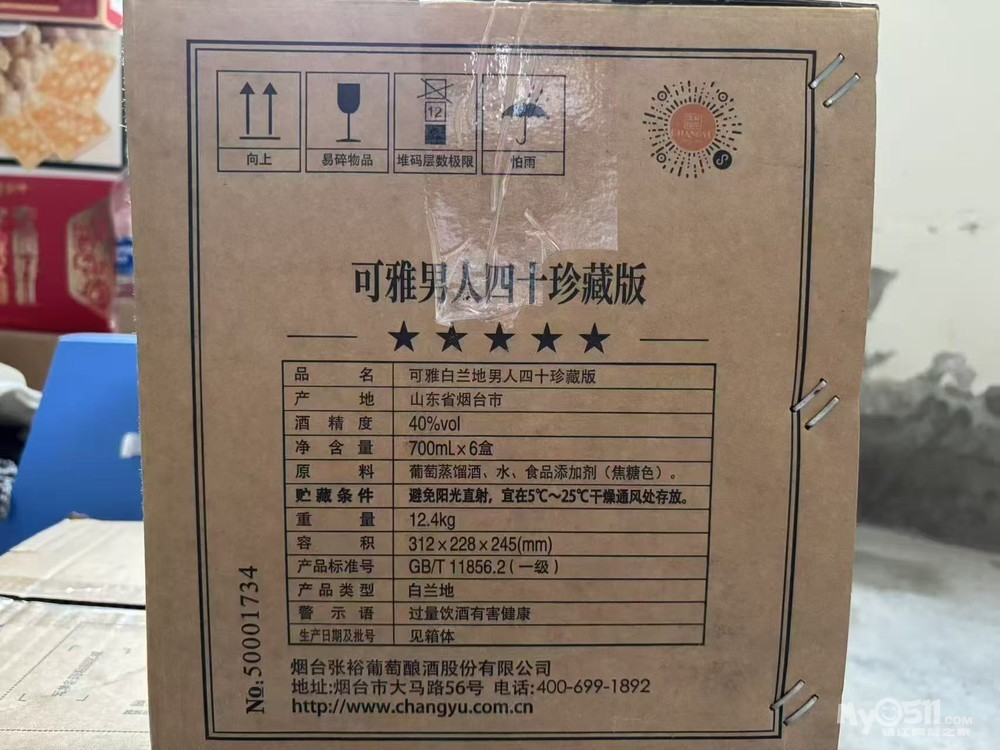 12
向上 易碎物品 堆码层数极限 怕雨
CHANGYU
可雅男人四十珍藏版
★★★★★
品名 可雅白兰地男人四十珍藏版
产地 山东省烟台市
酒精度 40%vol
净含量 700mL×6盒
原料 葡萄蒸馏酒、水、食品添加剂（焦糖色）。
贮藏条件 避免阳光直射，宜在5℃～25℃干燥通风处存放。
重量 12.4kg
容积 312×228×245(mm)
产品标准号 GB/T 11856.2（一级）
产品类型 白兰地
警示语 过量饮酒有害健康
生产日期及批号 见箱体
烟台张裕葡萄酿酒股份有限公司
地址:烟台市大马路56号 电话:400-699-1892
http://www.changyu.com.cn
No:50001734
My0511.COM